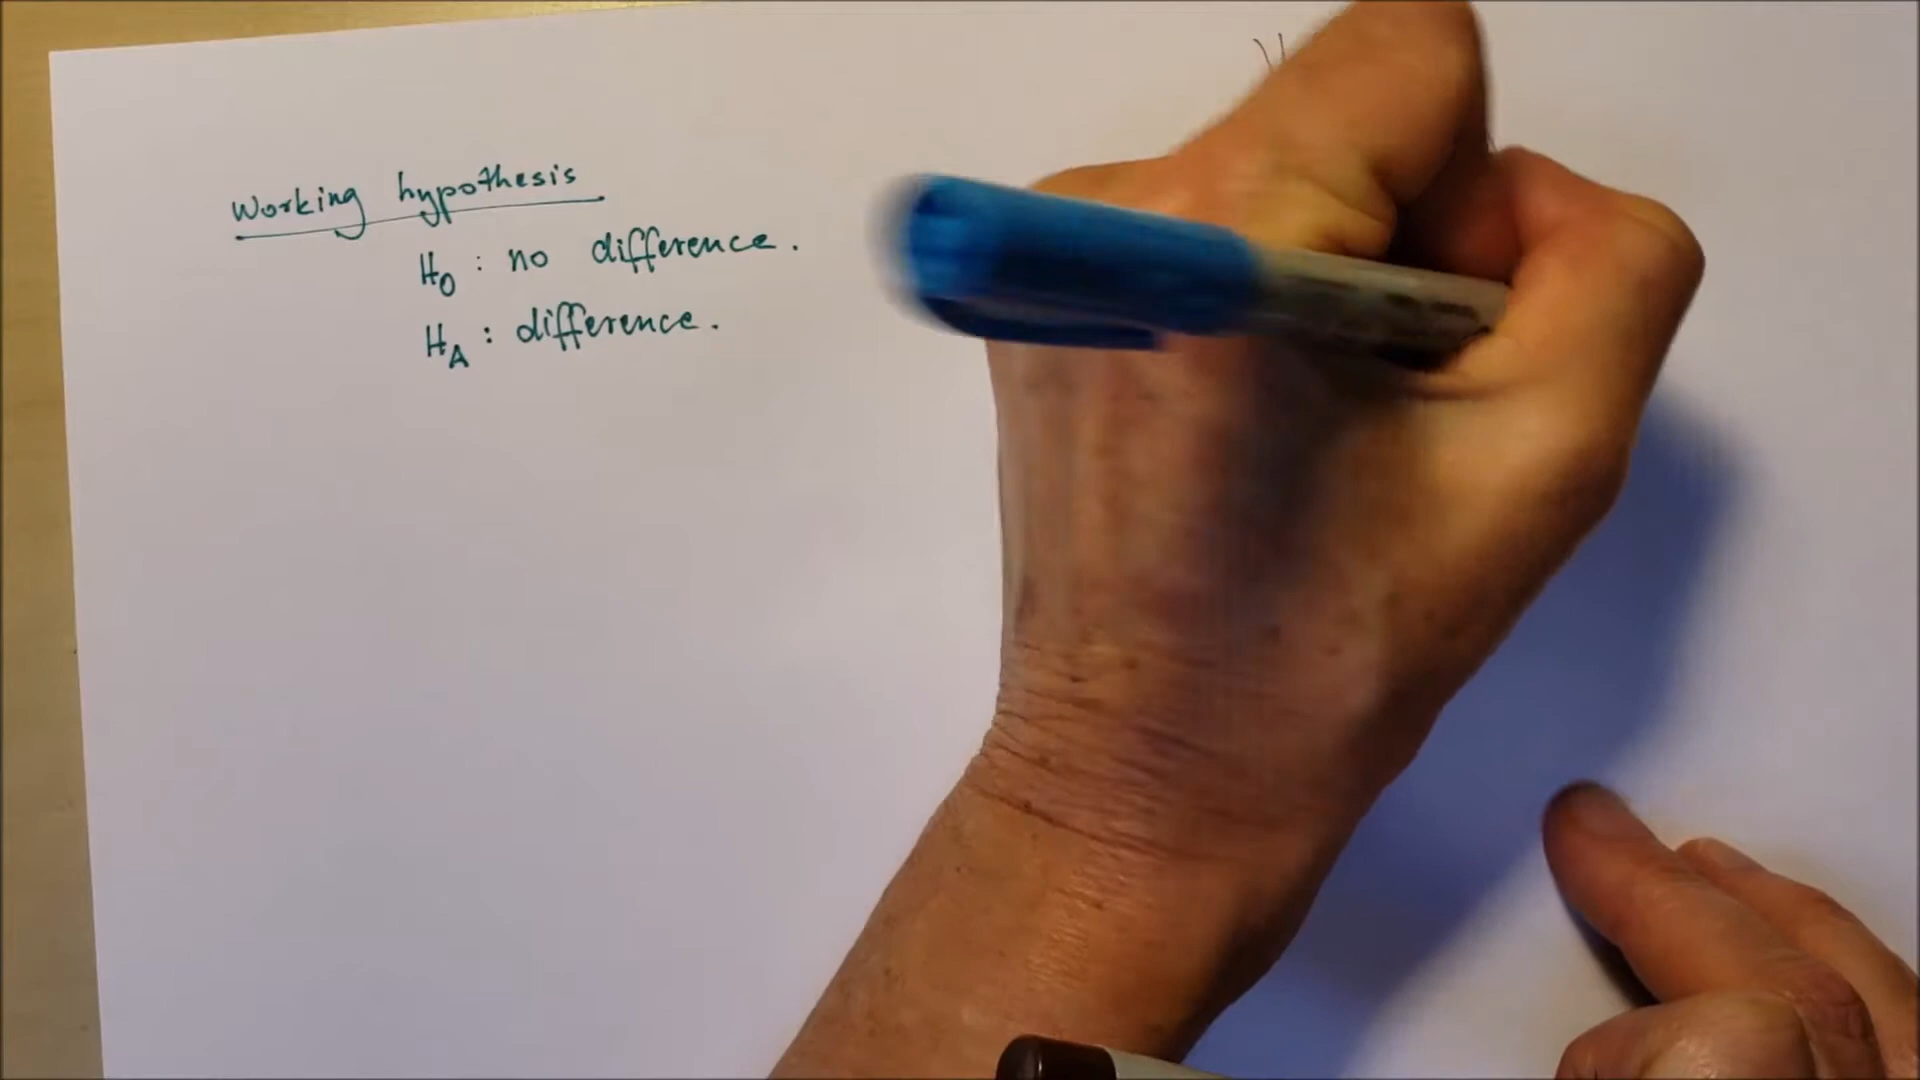 Working hypothesis
H0 : no difference.
HA : difference.